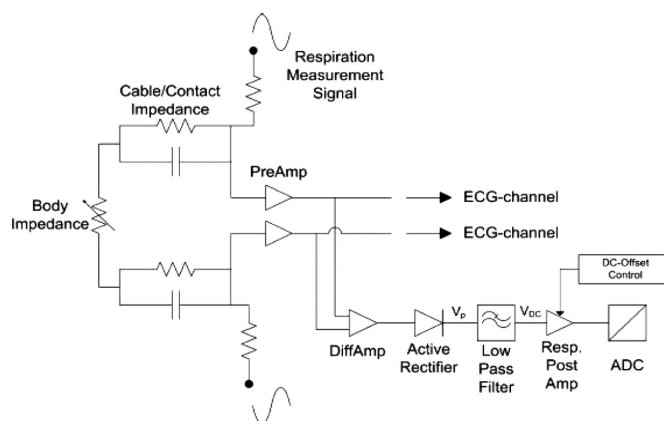 Respiration
Measurement
Signal
Cable/Contact
Impedance
PreAmp
ECG-channel
Body
Impedance
ECG-channel
DC-Offset
Control
Vp
VDC
DiffAmp
Active
Rectifier
Low
Pass
Filter
Resp.
Post
Amp
ADC